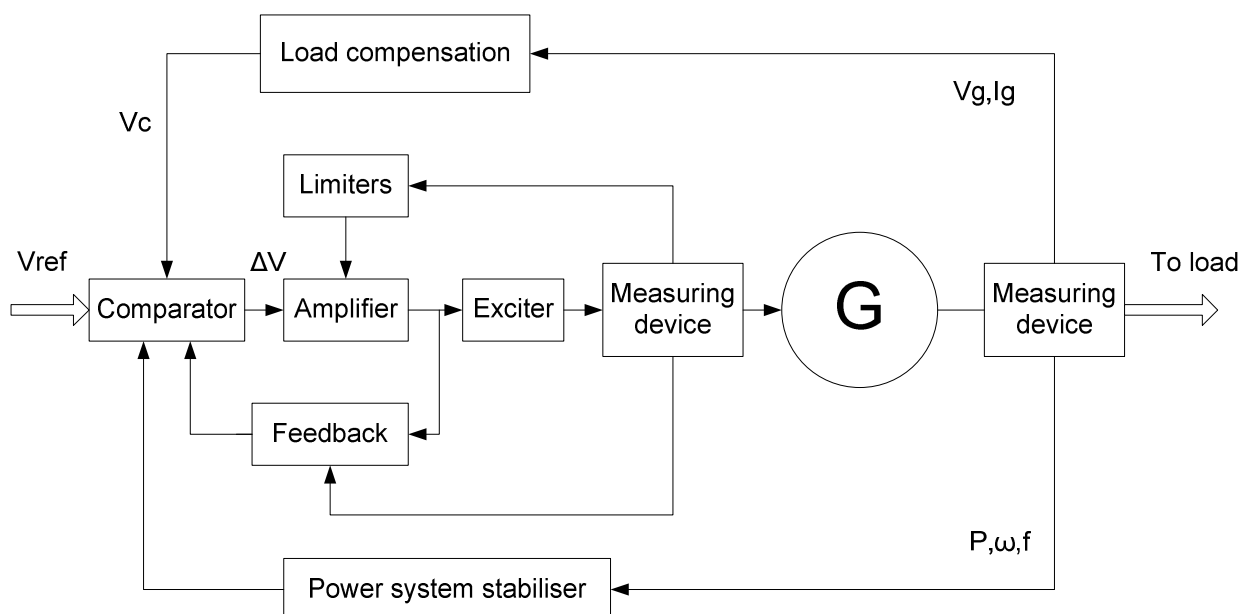 Load compensation
Vg,Ig
Vc
Limiters
Vref
ΔV
To load
Comparator
Amplifier
Exciter
Measuring
device
G
Measuring
device
Feedback
P,ω,f
Power system stabiliser